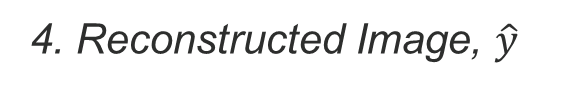 4. Reconstructed Image, ŷ